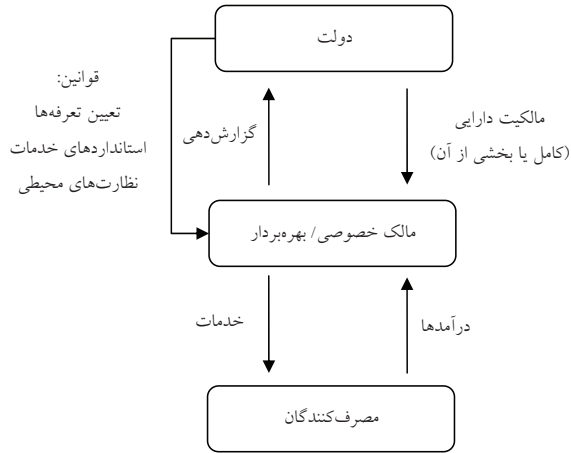 دولت
قوانین:
تعیین تعرفه‌ها
استانداردهای خدمات
نظارت‌های محیطی
گزارش‌دهی
مالکیت دارایی
(کامل یا بخشی از آن)
مالک خصوصی/ بهره‌بردار
خدمات
درآمدها
مصرف‌کنندگان